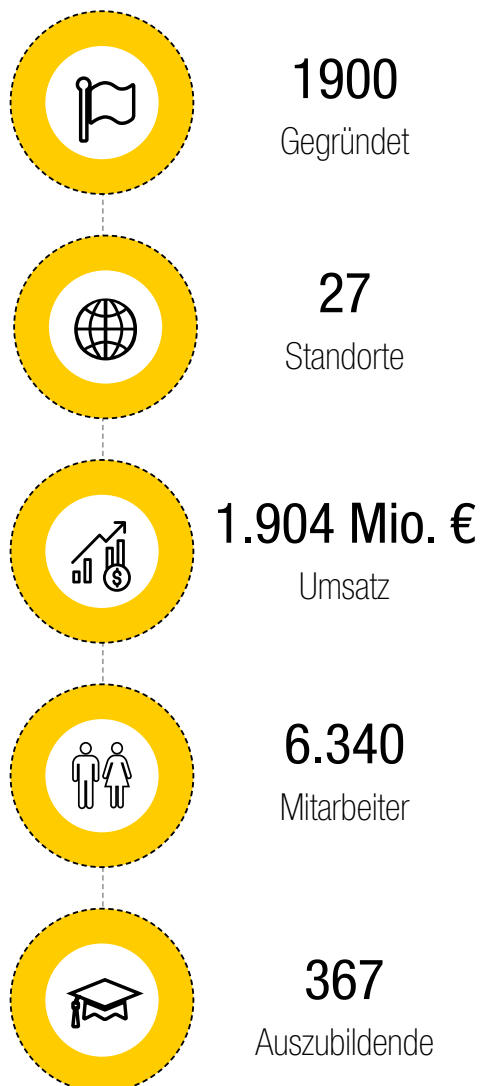 1900
Gegründet
27
Standorte
1.904 Mio. €
$
Umsatz
6.340
Mitarbeiter
367
Auszubildende